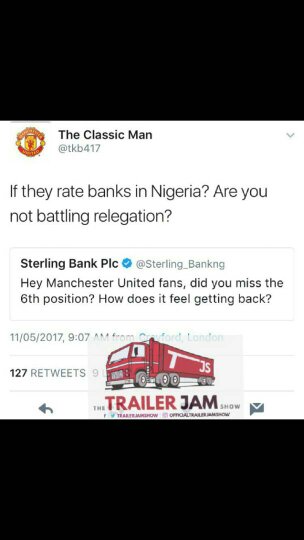 The Classic Man
@tkb417
If they rate banks in Nigeria? Are you
not battling relegation?
Sterling Bank Plc @Sterling_Bankng
Hey Manchester United fans, did you miss the
6th position? How does it feel getting back?
11/05/2017, 9:07 AM from Crayford, London
127 RETWEETS 9
TJS
THE TRAILER JAM SHOW
TRAILERJAMSHOW OFFICIALTRAILERJAMSHOW